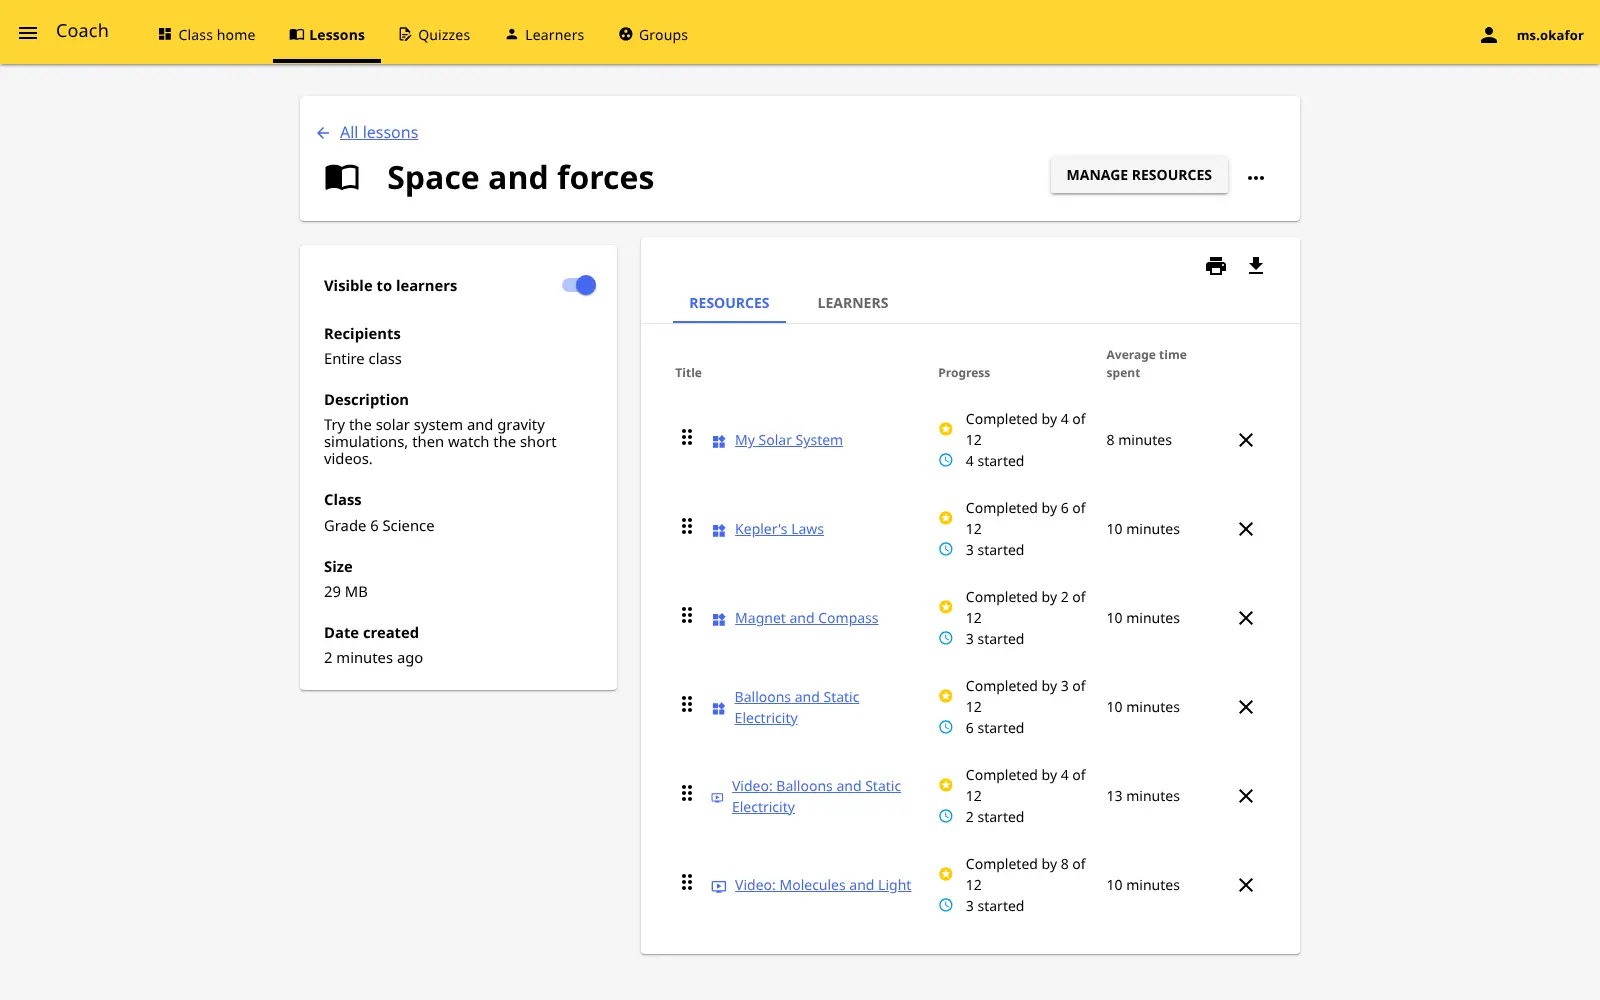 Coach
Class home
Lessons
Quizzes
Learners
Groups
ms.okafor
All lessons
Space and forces
MANAGE RESOURCES
Visible to learners
Recipients
Entire class
Description
Try the solar system and gravity
simulations, then watch the short
videos.
Class
Grade 6 Science
Size
29 MB
Date created
2 minutes ago
RESOURCES
LEARNERS
Title
Progress
Average time
spent
My Solar System
Completed by 4 of
12
4 started
8 minutes
Kepler's Laws
Completed by 6 of
12
3 started
10 minutes
Magnet and Compass
Completed by 2 of
12
3 started
10 minutes
Balloons and Static
Electricity
Completed by 3 of
12
6 started
10 minutes
Video: Balloons and Static
Electricity
Completed by 4 of
12
2 started
13 minutes
Video: Molecules and Light
Completed by 8 of
12
3 started
10 minutes